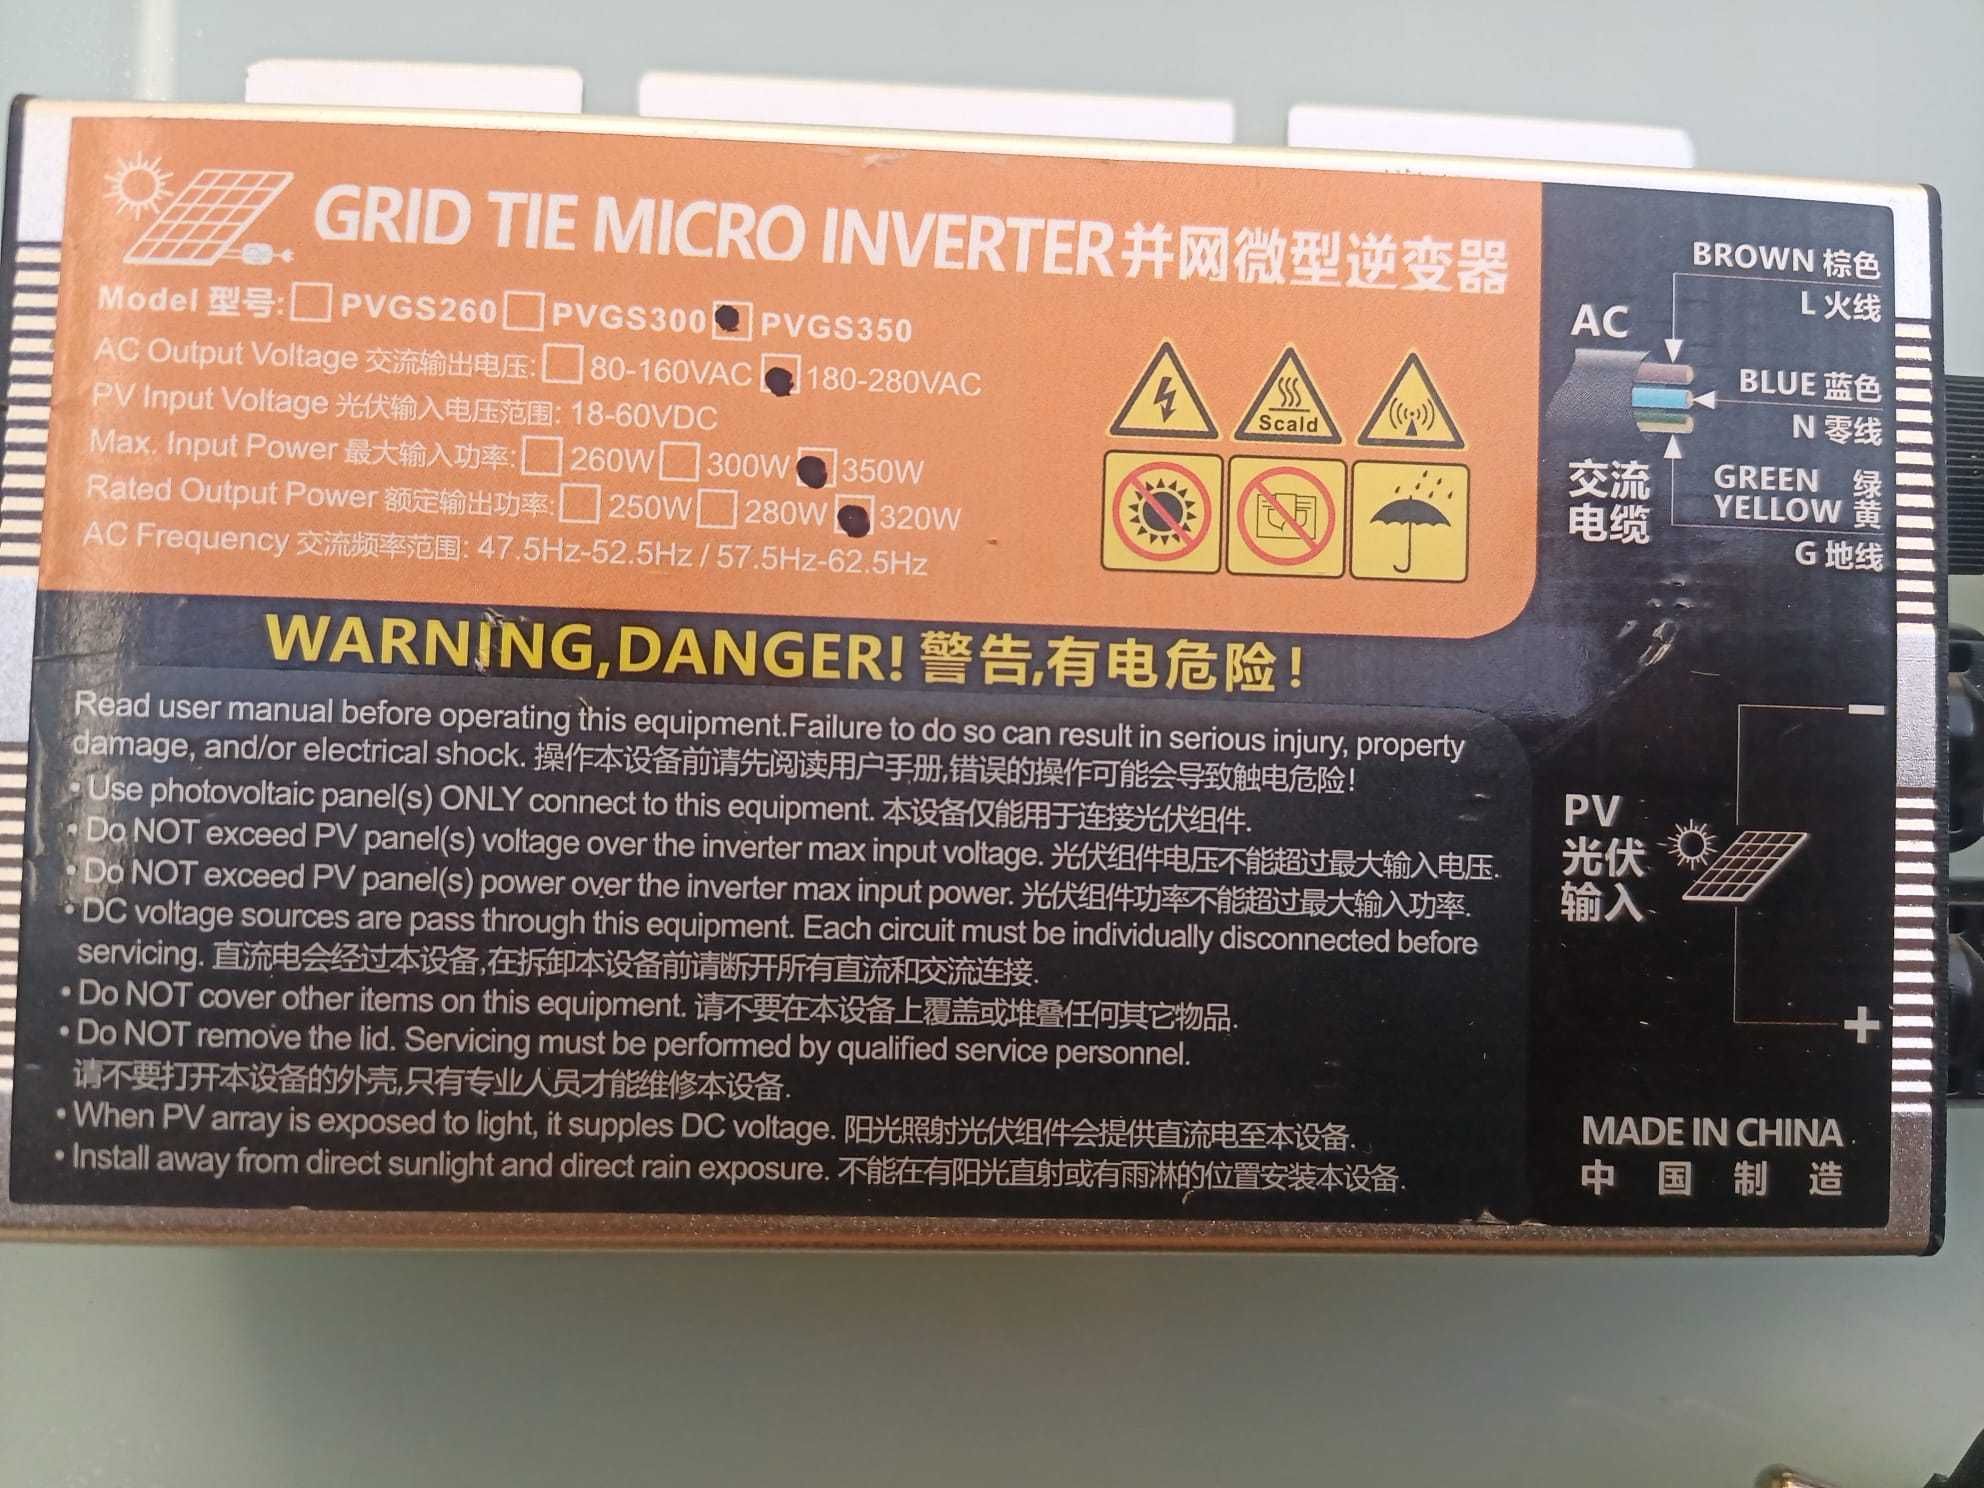 GRID TIE MICRO INVERTER并网微型逆变器
Model 型号: PVGS260 PVGS300 PVGS350
AC Output Voltage 交流输出电压: 80-160VAC 180-280VAC
PV Input Voltage 光伏输入电压范围: 18-60VDC
Max. Input Power 最大输入功率: 260W 300W 350W
Rated Output Power 额定输出功率: 250W 280W 320W
AC Frequency 交流频率范围: 47.5Hz-52.5Hz / 57.5Hz-62.5Hz
Scald
AC
交流
电缆
BROWN 棕色
L 火线
BLUE 蓝色
N 零线
GREEN 绿
YELLOW 黄
G 地线
WARNING,DANGER! 警告,有电危险!
Read user manual before operating this equipment.Failure to do so can result in serious injury, property
damage, and/or electrical shock. 操作本设备前请先阅读用户手册,错误的操作可能会导致触电危险!
• Use photovoltaic panel(s) ONLY connect to this equipment. 本设备仅能用于连接光伏组件.
• Do NOT exceed PV panel(s) voltage over the inverter max input voltage. 光伏组件电压不能超过最大输入电压.
• Do NOT exceed PV panel(s) power over the inverter max input power. 光伏组件功率不能超过最大输入功率.
• DC voltage sources are pass through this equipment. Each circuit must be individually disconnected before
servicing. 直流电会经过本设备,在拆卸本设备前请断开所有直流和交流连接.
• Do NOT cover other items on this equipment. 请不要在本设备上覆盖或堆叠任何其它物品.
• Do NOT remove the lid. Servicing must be performed by qualified service personnel.
请不要打开本设备的外壳,只有专业人员才能维修本设备.
• When PV array is exposed to light, it supples DC voltage. 阳光照射光伏组件会提供直流电至本设备.
• Install away from direct sunlight and direct rain exposure. 不能在有阳光直射或有雨淋的位置安装本设备.
PV
光伏
输入
−
+
MADE IN CHINA
中国制造